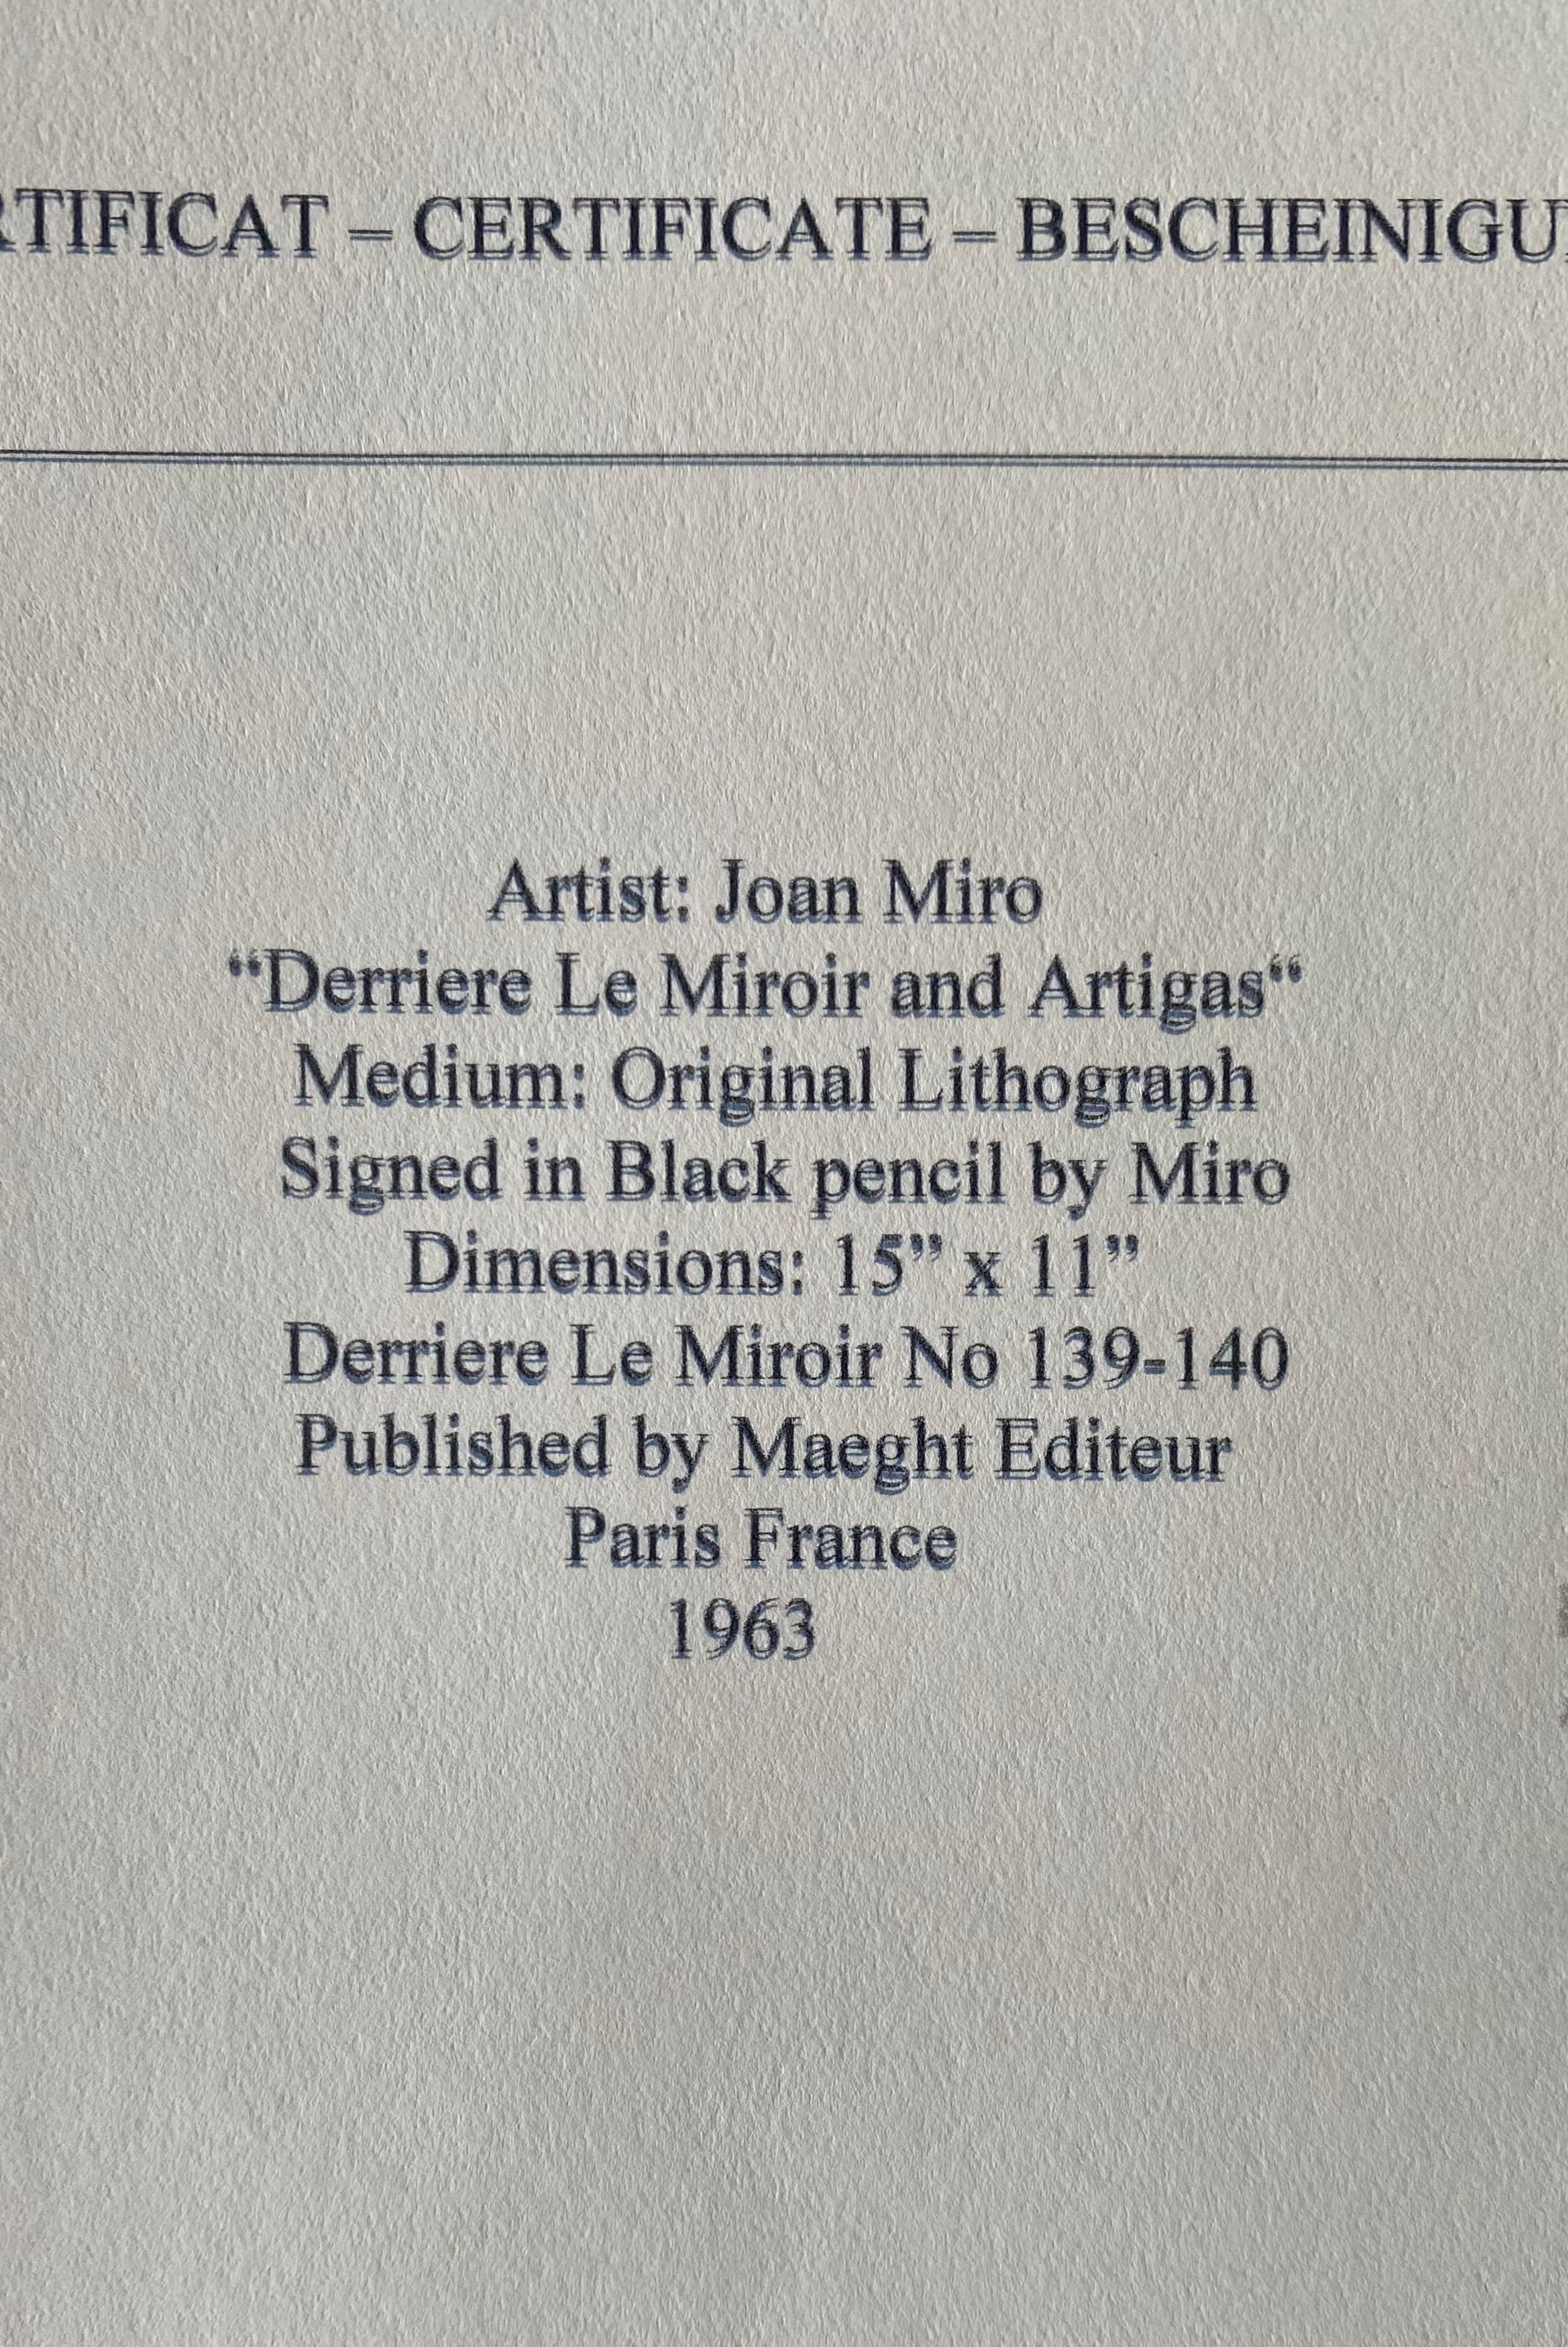 RTIFICAT – CERTIFICATE – BESCHEINIGU
Artist: Joan Miro
“Derriere Le Miroir and Artigas“
Medium: Original Lithograph
Signed in Black pencil by Miro
Dimensions: 15” x 11”
Derriere Le Miroir No 139-140
Published by Maeght Editeur
Paris France
1963